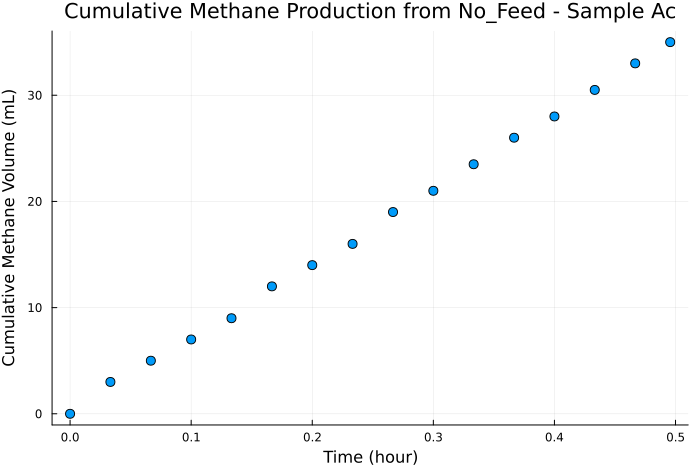 Cumulative Methane Production from No_Feed - Sample Ac
Cumulative Methane Volume (mL)
30
20
10
0
0.0 0.1 0.2 0.3 0.4 0.5
Time (hour)